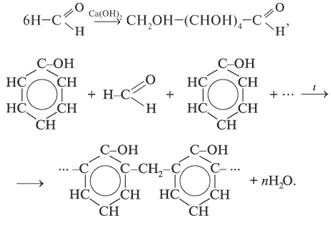 6H–C(=O)–H  Ca(OH)₂→  CH₂OH–(CHOH)₄–C(=O)–H,
C–OH  C–OH
HC CH  O  HC CH
+ H–C + + ··· t→
HC CH  H  HC CH
CH  CH
C–OH  C–OH
→ ··· –C C–CH₂–C C– ··· + nH₂O.
HC CH  HC CH
CH  CH